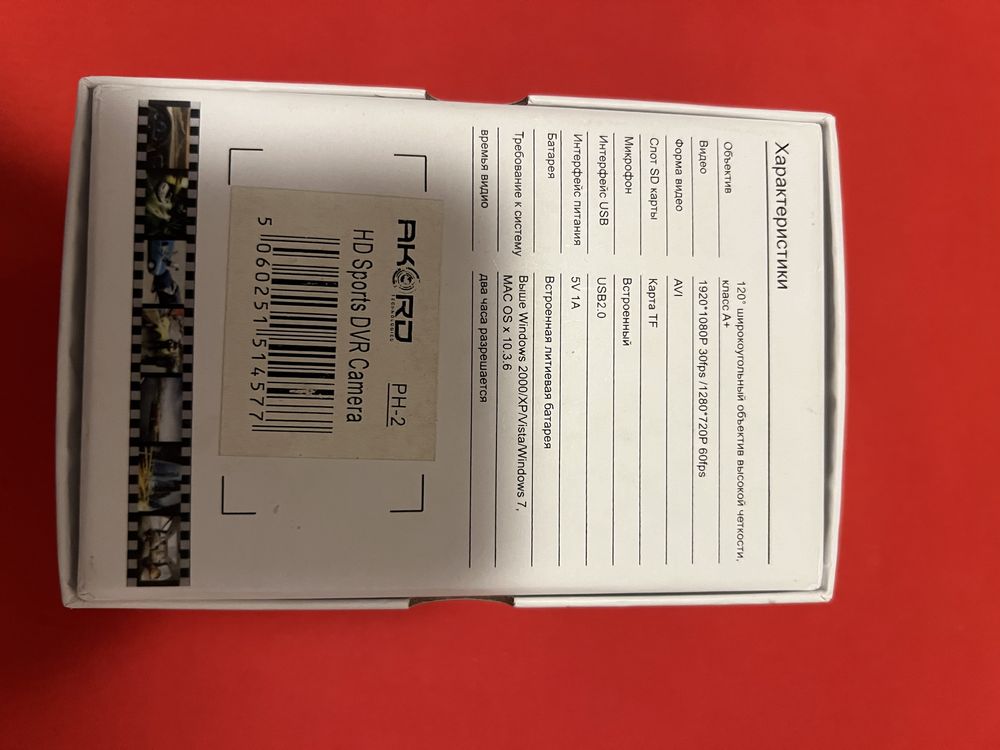 Характеристики
Объектив 120° широкоугольный объектив высокой четкости,
класс A+
Видео 1920*1080P 30fps /1280*720P 60fps
Форма видео AVI
Слот SD карты Карта TF
Микрофон Встроенный
Интерфейс USB USB2.0
Интерфейс питания 5V 1A
Батарея Встроенная литиевая батарея
Требование к систему Выше Windows 2000/XP/Vista/Windows 7,
MAC OS x 10.3.6
времья видио два часа разрешается
AKORD PH-2
TECHNOLOGIES
HD Sports DVR Camera
5 060251 514577